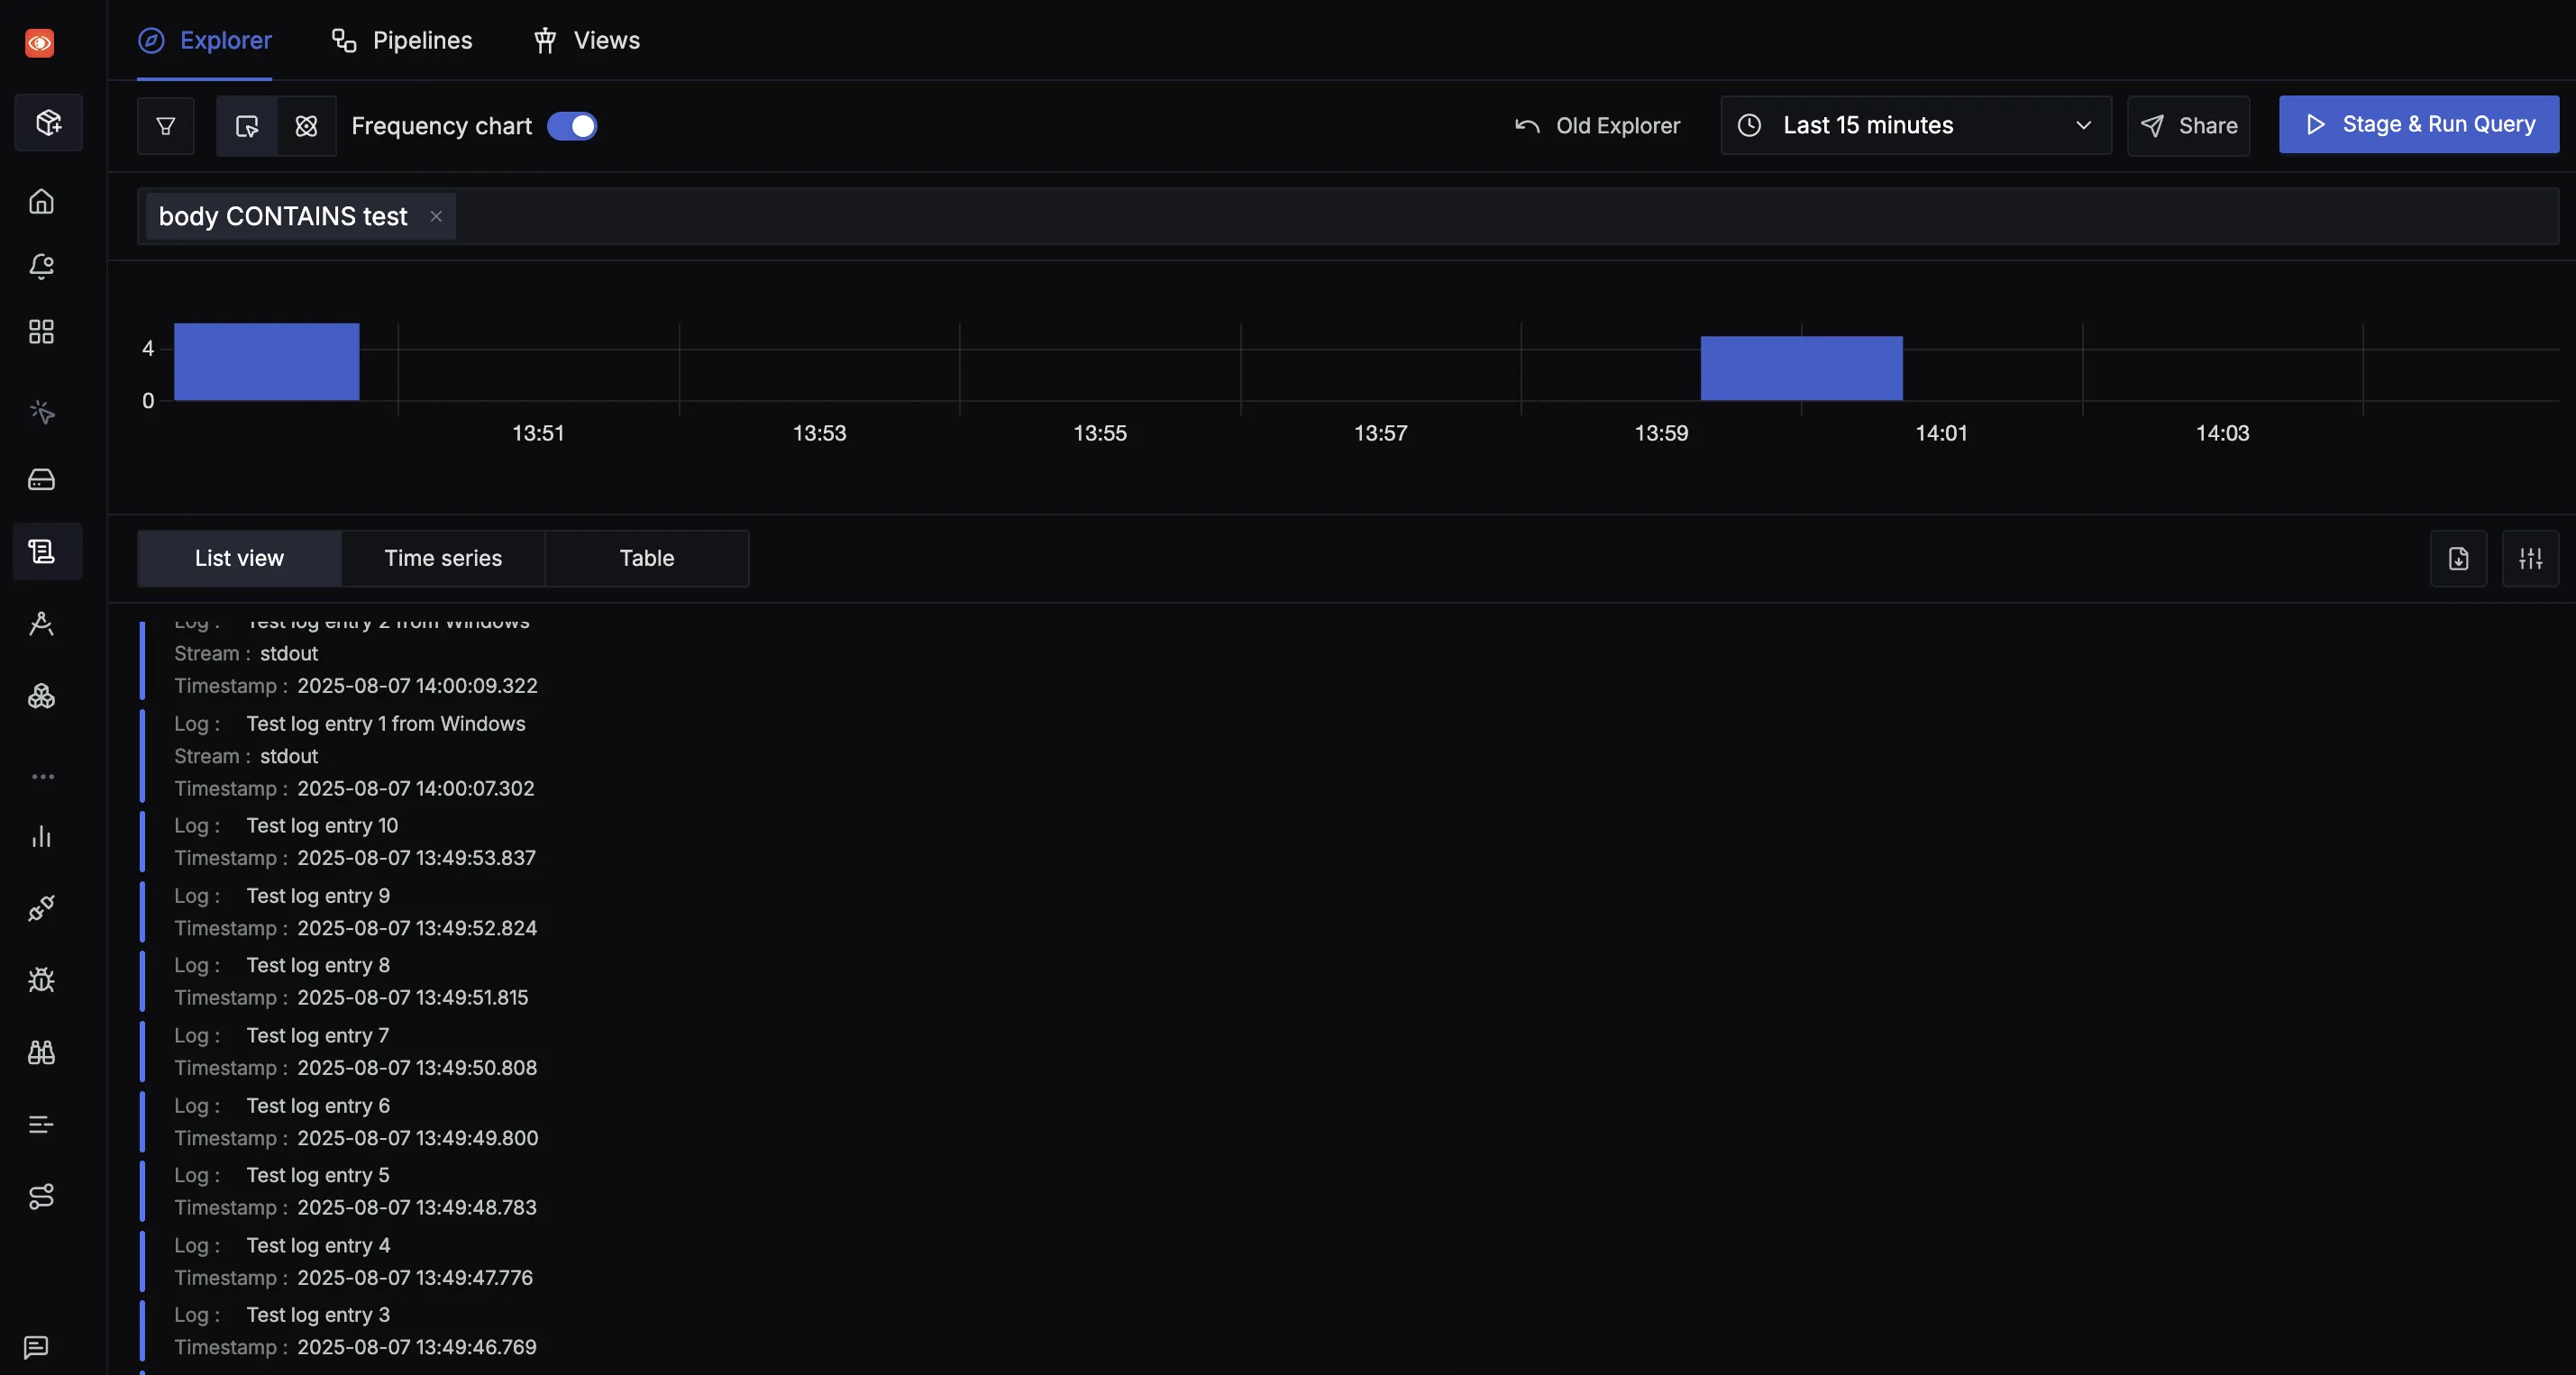 Explorer Pipelines Views
Frequency chart Old Explorer Last 15 minutes Share Stage & Run Query
body CONTAINS test ×
4
0
13:51 13:53 13:55 13:57 13:59 14:01 14:03
List view Time series Table
Log : Test log entry 2 from Windows
Stream : stdout
Timestamp : 2025-08-07 14:00:09.322
Log : Test log entry 1 from Windows
Stream : stdout
Timestamp : 2025-08-07 14:00:07.302
Log : Test log entry 10
Timestamp : 2025-08-07 13:49:53.837
Log : Test log entry 9
Timestamp : 2025-08-07 13:49:52.824
Log : Test log entry 8
Timestamp : 2025-08-07 13:49:51.815
Log : Test log entry 7
Timestamp : 2025-08-07 13:49:50.808
Log : Test log entry 6
Timestamp : 2025-08-07 13:49:49.800
Log : Test log entry 5
Timestamp : 2025-08-07 13:49:48.783
Log : Test log entry 4
Timestamp : 2025-08-07 13:49:47.776
Log : Test log entry 3
Timestamp : 2025-08-07 13:49:46.769